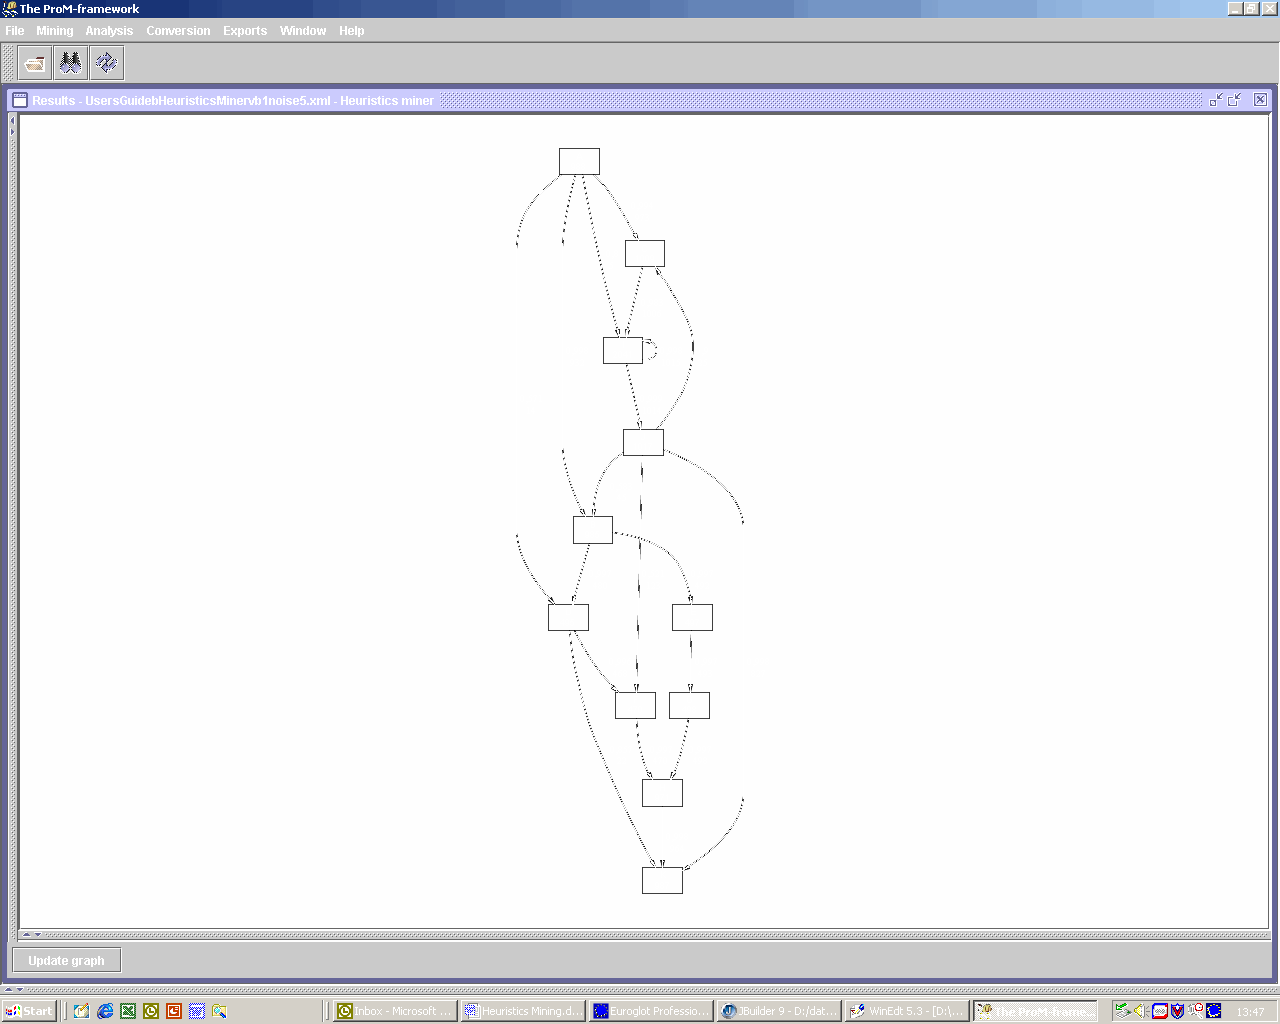 The ProM-framework
File Mining Analysis Conversion Exports Window Help
Results - UsersGuidebHeuristicsMinervb1noise5.xml - Heuristics miner
Update graph
Start
Inbox - Microsoft ...
Heuristics Mining.d...
Euroglot Professio...
JBuilder 9 - D:/dat...
WinEdt 5.3 - [D:\...
The ProM-frame...
13:47